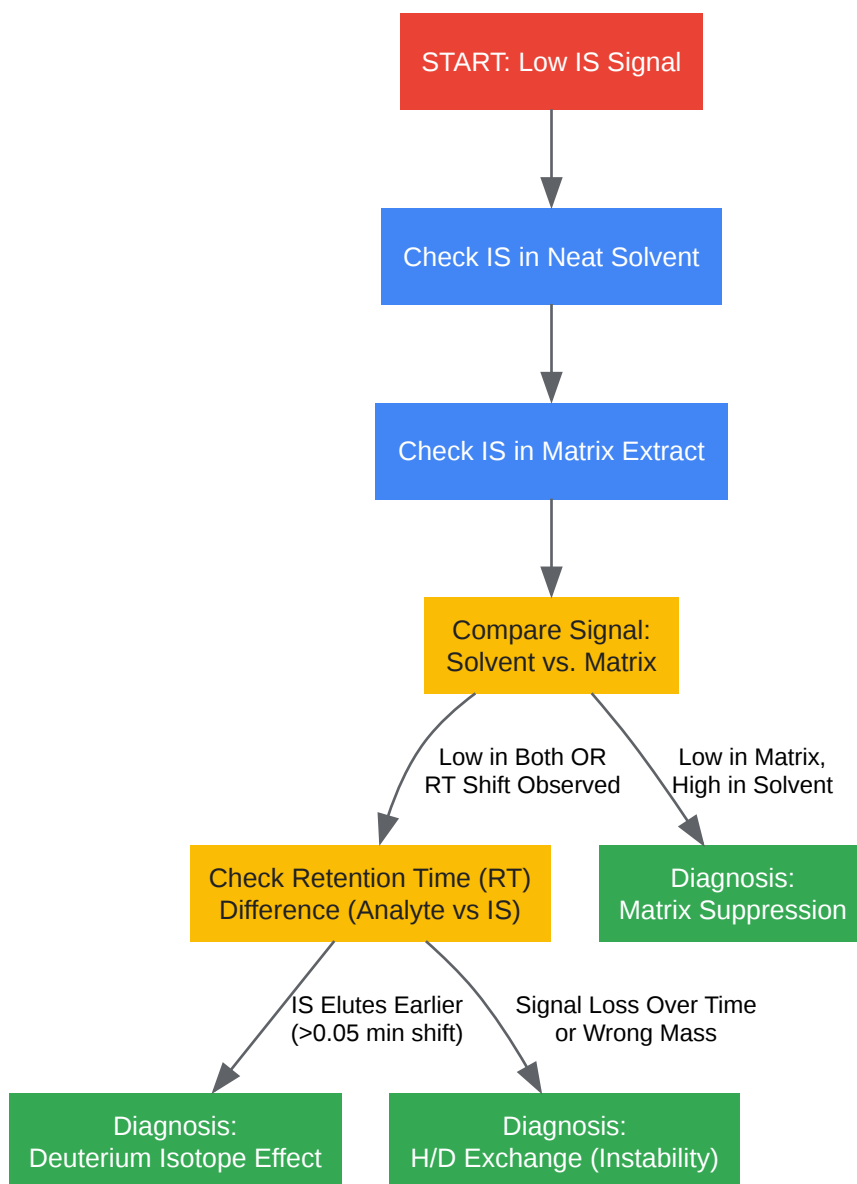 START: Low IS Signal
Check IS in Neat Solvent
Check IS in Matrix Extract
Compare Signal:
Solvent vs. Matrix
Low in Both OR
RT Shift Observed
Low in Matrix,
High in Solvent
Check Retention Time (RT)
Difference (Analyte vs IS)
Diagnosis:
Matrix Suppression
IS Elutes Earlier
(>0.05 min shift)
Signal Loss Over Time
or Wrong Mass
Diagnosis:
Deuterium Isotope Effect
Diagnosis:
H/D Exchange (Instability)